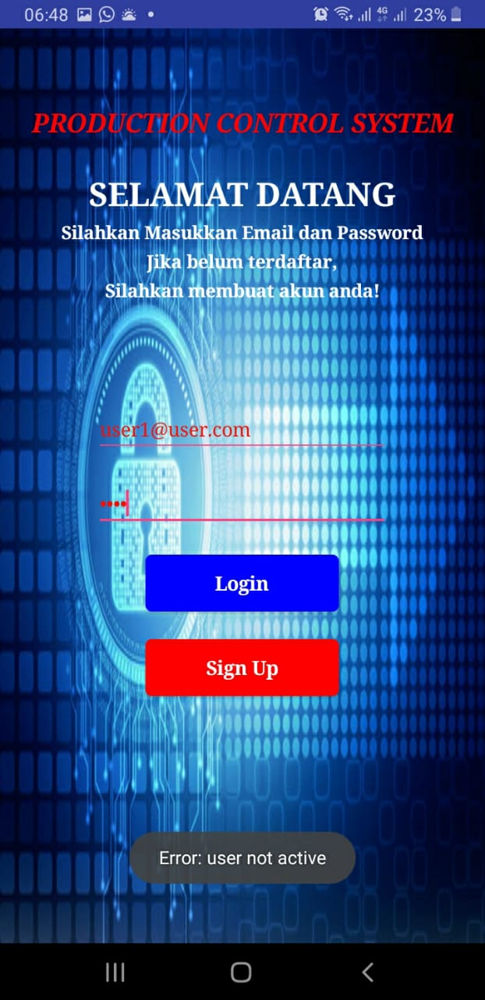 06:48 4G 23%
PRODUCTION CONTROL SYSTEM
SELAMAT DATANG
Silahkan Masukkan Email dan Password
Jika belum terdaftar,
Silahkan membuat akun anda!
user1@user.com
••••
Login
Sign Up
Error: user not active